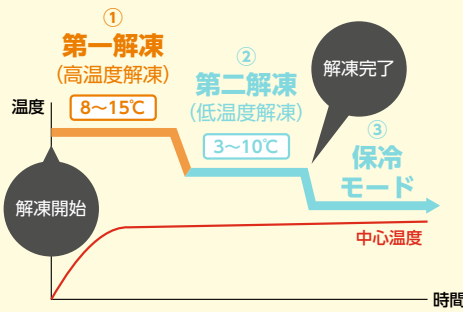 ①
第一解凍
(高温度解凍)
8〜15℃
②
第二解凍
(低温度解凍)
3〜10℃
解凍完了
③
保冷
モード
温度
解凍開始
中心温度
時間